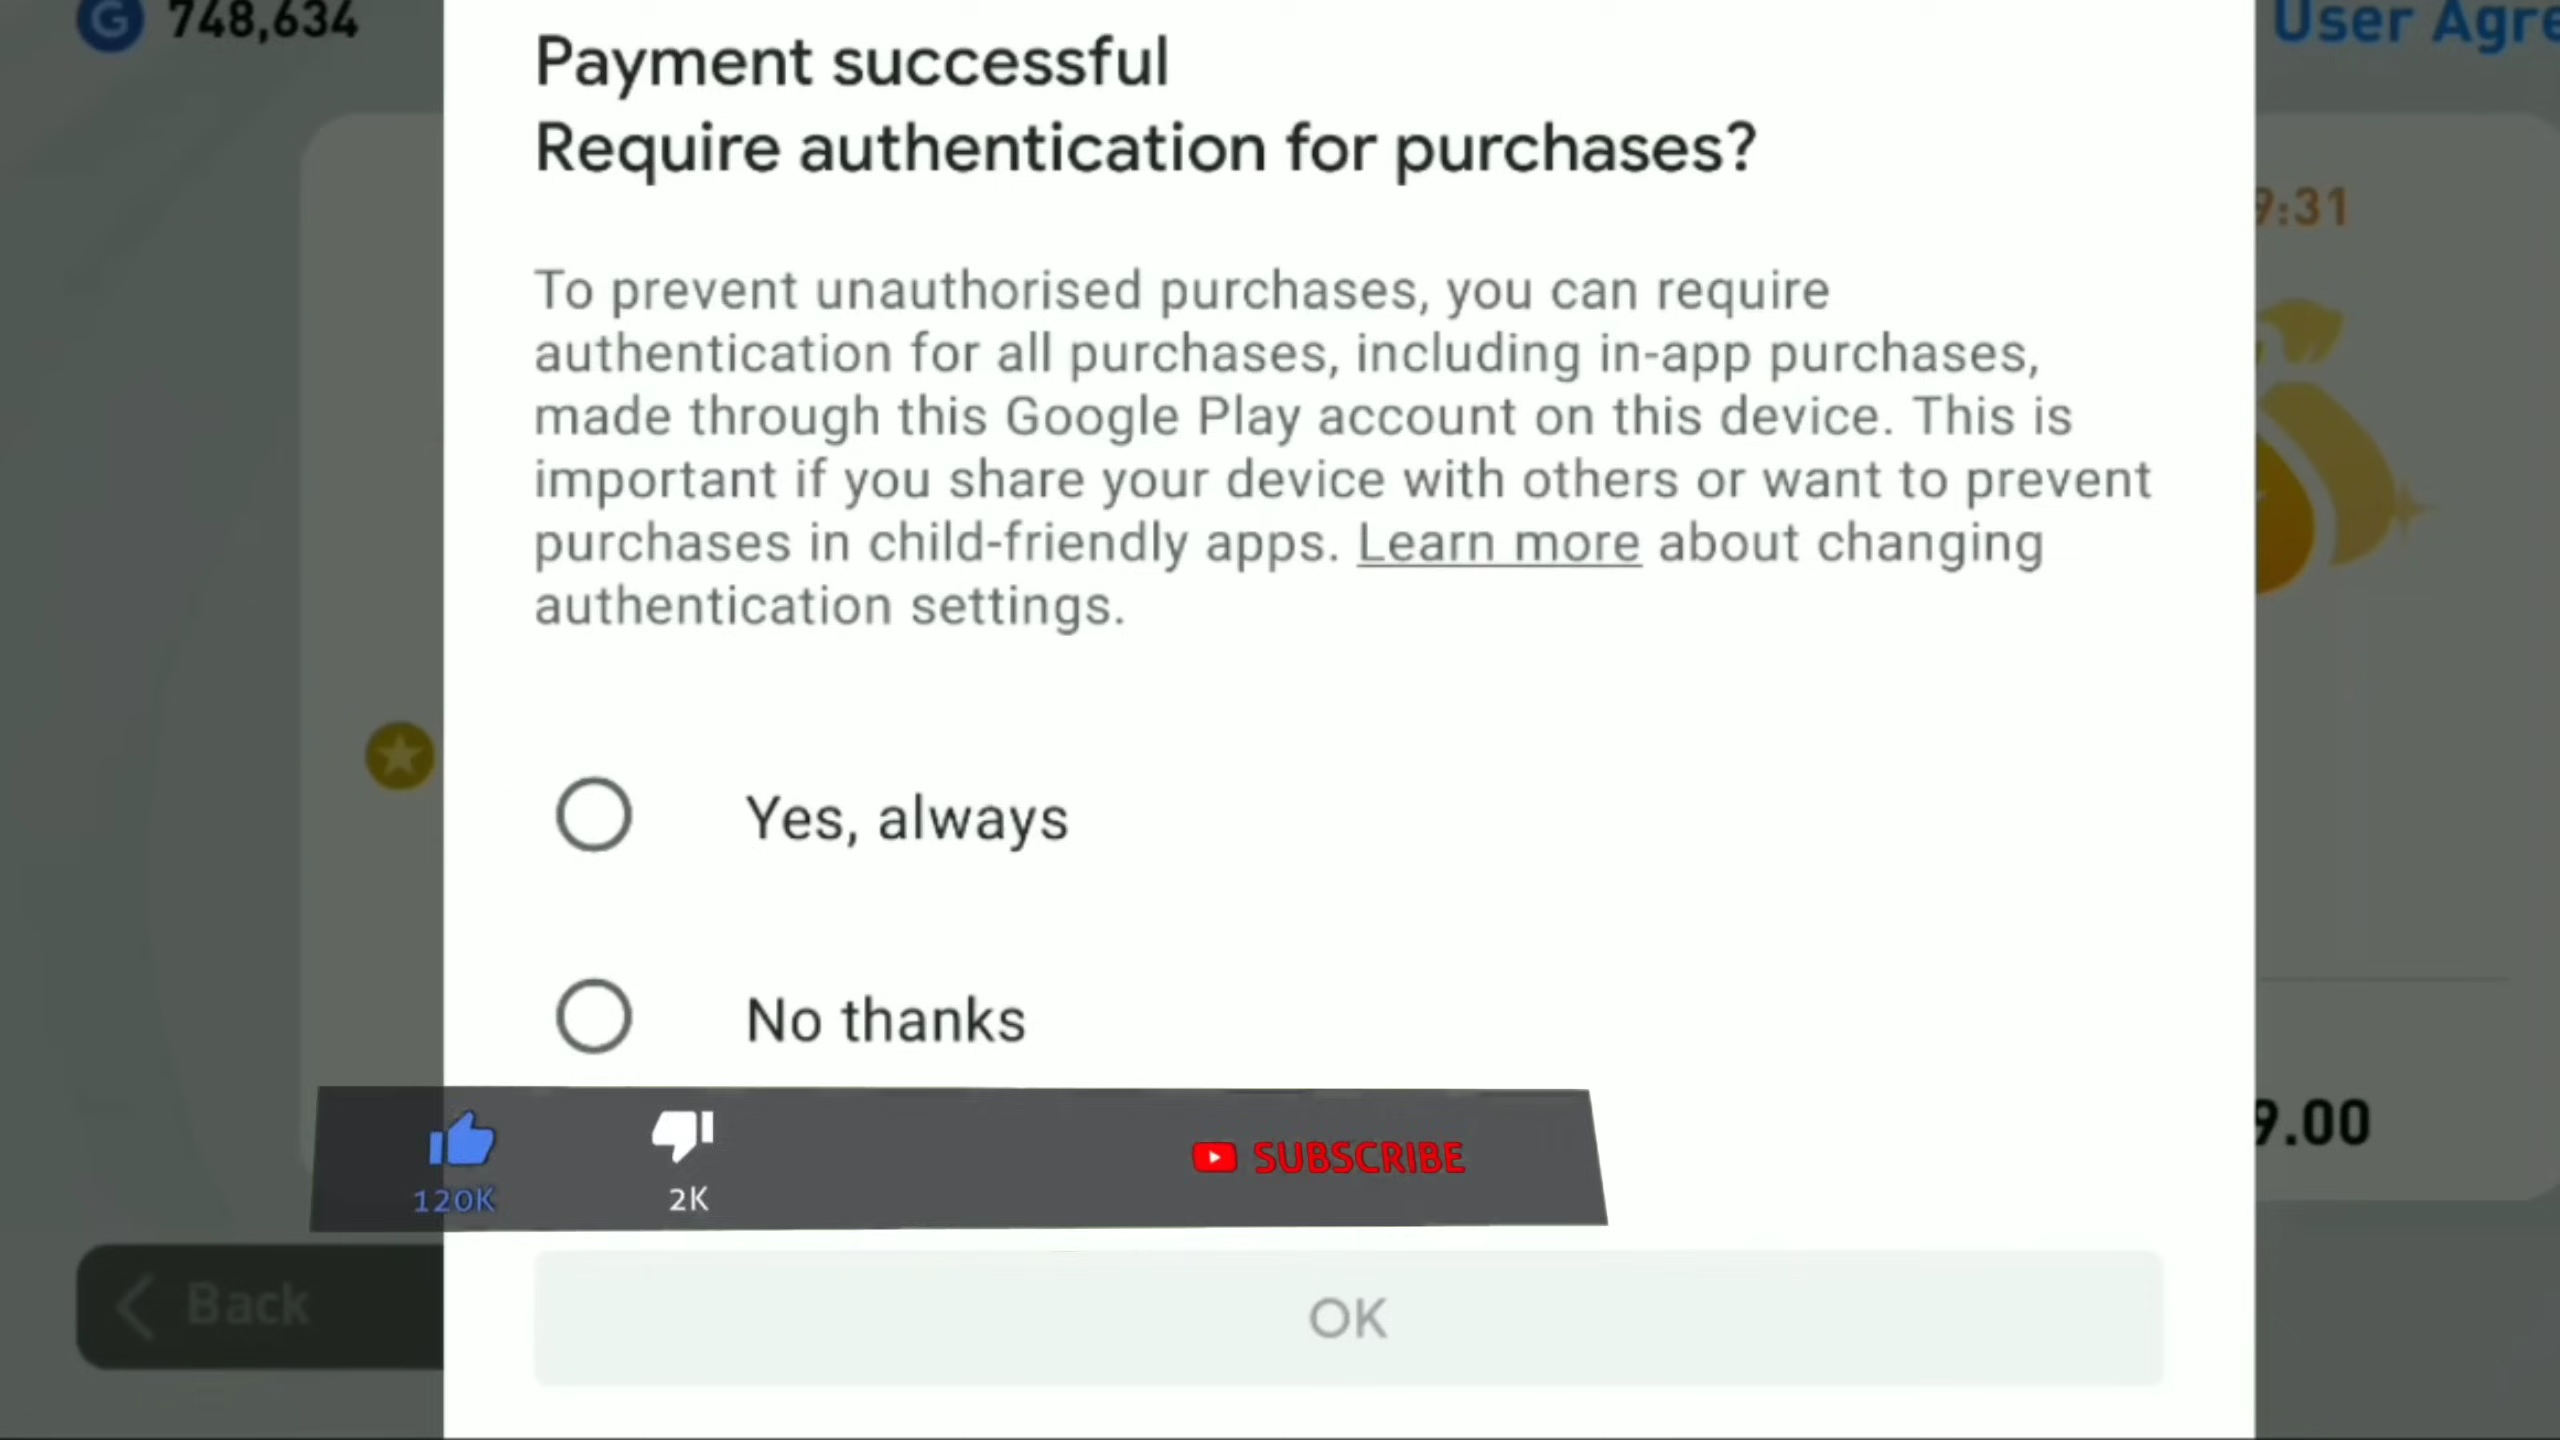 748,634
User Agre
Payment successful
Require authentication for purchases?
9:31
To prevent unauthorised purchases, you can require
authentication for all purchases, including in-app purchases,
made through this Google Play account on this device. This is
important if you share your device with others or want to prevent
purchases in child-friendly apps. Learn more about changing
authentication settings.
Yes, always
No thanks
9.00
120K
2K
SUBSCRIBE
Back
OK